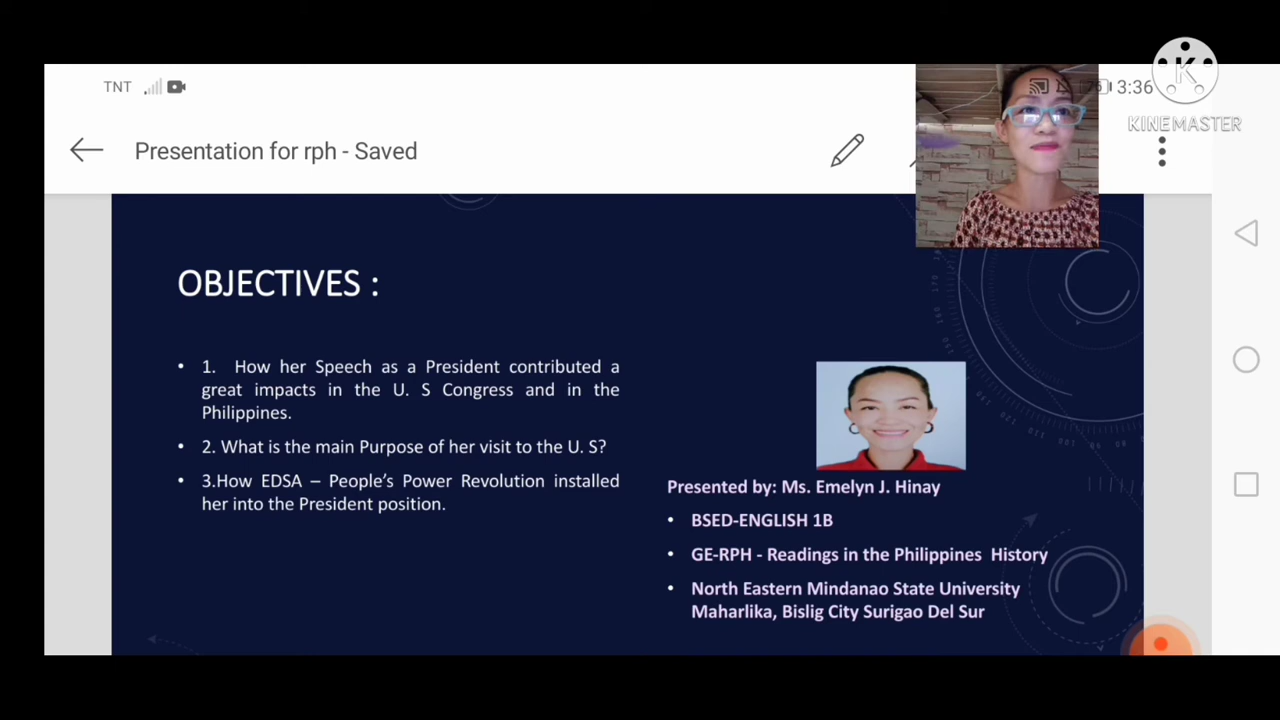 TNT
3:36
KINEMASTER
Presentation for rph - Saved
OBJECTIVES :
• 1. How her Speech as a President contributed a
great impacts in the U. S Congress and in the
Philippines.
• 2. What is the main Purpose of her visit to the U. S?
• 3.How EDSA – People’s Power Revolution installed
her into the President position.
Presented by: Ms. Emelyn J. Hinay
• BSED-ENGLISH 1B
• GE-RPH - Readings in the Philippines History
• North Eastern Mindanao State University
Maharlika, Bislig City Surigao Del Sur